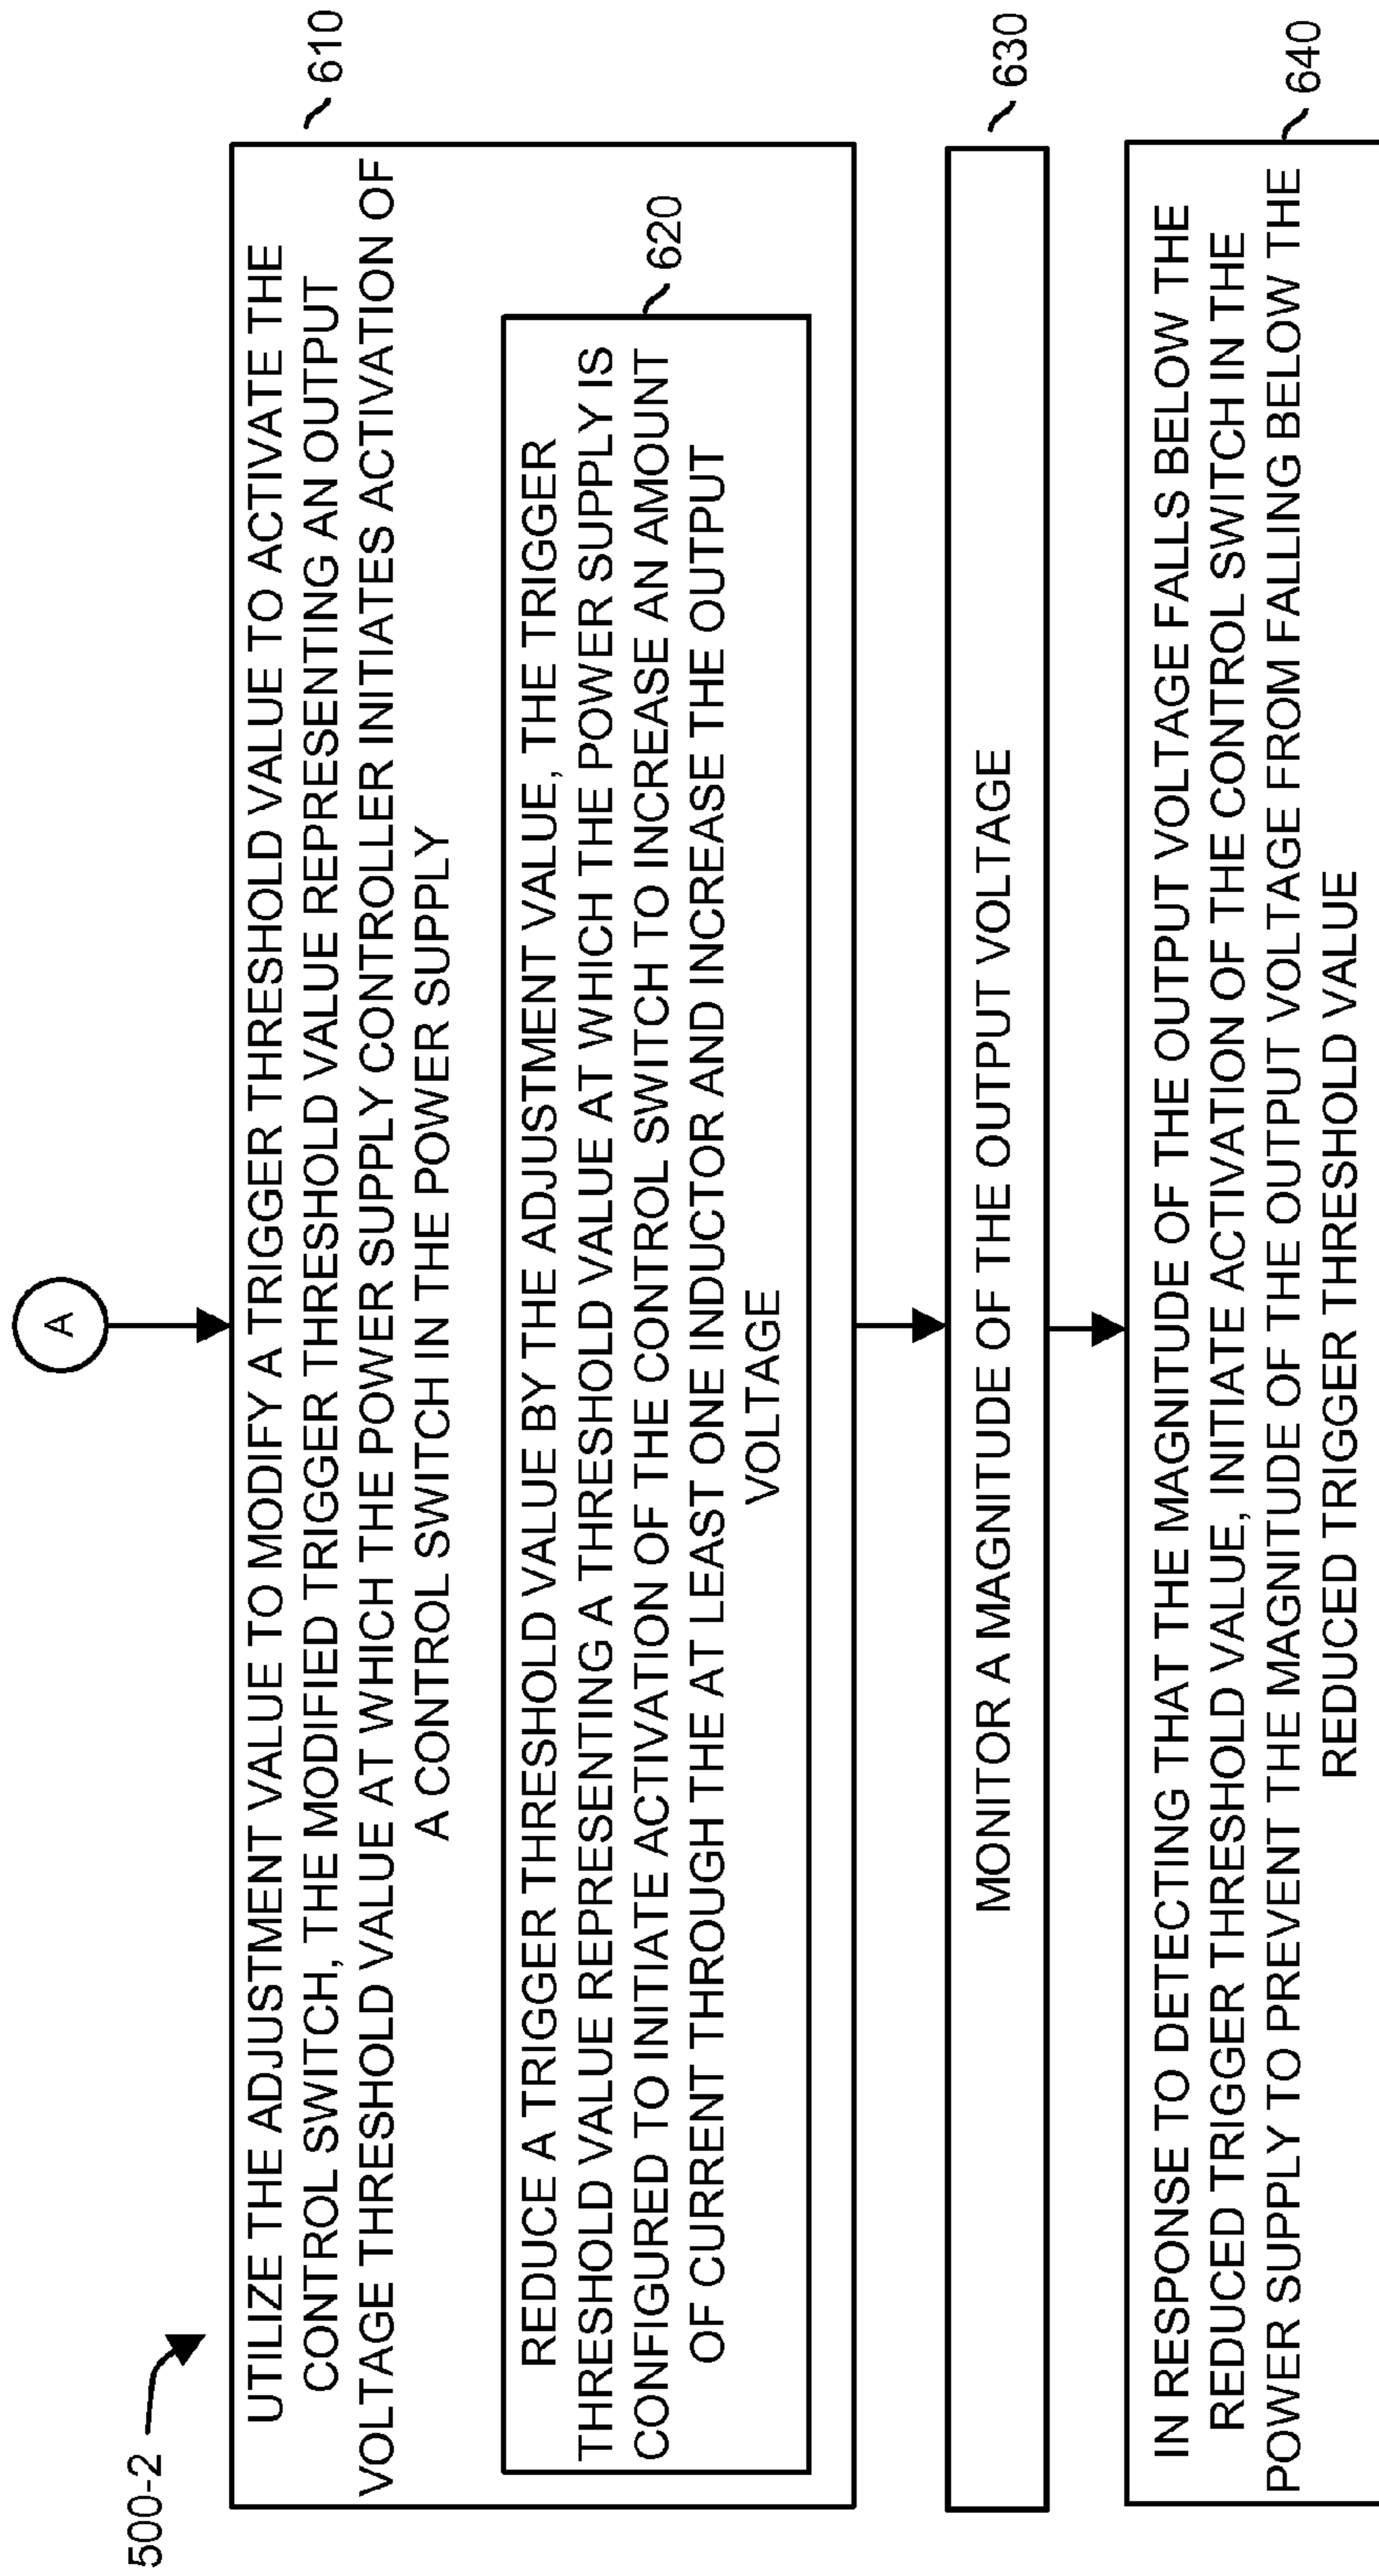 500-2
A
610
UTILIZE THE ADJUSTMENT VALUE TO MODIFY A TRIGGER THRESHOLD VALUE TO ACTIVATE THE
CONTROL SWITCH, THE MODIFIED TRIGGER THRESHOLD VALUE REPRESENTING AN OUTPUT
VOLTAGE THRESHOLD VALUE AT WHICH THE POWER SUPPLY CONTROLLER INITIATES ACTIVATION OF
A CONTROL SWITCH IN THE POWER SUPPLY
620
REDUCE A TRIGGER THRESHOLD VALUE BY THE ADJUSTMENT VALUE, THE TRIGGER
THRESHOLD VALUE REPRESENTING A THRESHOLD VALUE AT WHICH THE POWER SUPPLY IS
CONFIGURED TO INITIATE ACTIVATION OF THE CONTROL SWITCH TO INCREASE AN AMOUNT
OF CURRENT THROUGH THE AT LEAST ONE INDUCTOR AND INCREASE THE OUTPUT
VOLTAGE
630
MONITOR A MAGNITUDE OF THE OUTPUT VOLTAGE
640
IN RESPONSE TO DETECTING THAT THE MAGNITUDE OF THE OUTPUT VOLTAGE FALLS BELOW THE
REDUCED TRIGGER THRESHOLD VALUE, INITIATE ACTIVATION OF THE CONTROL SWITCH IN THE
POWER SUPPLY TO PREVENT THE MAGNITUDE OF THE OUTPUT VOLTAGE FROM FALLING BELOW THE
REDUCED TRIGGER THRESHOLD VALUE